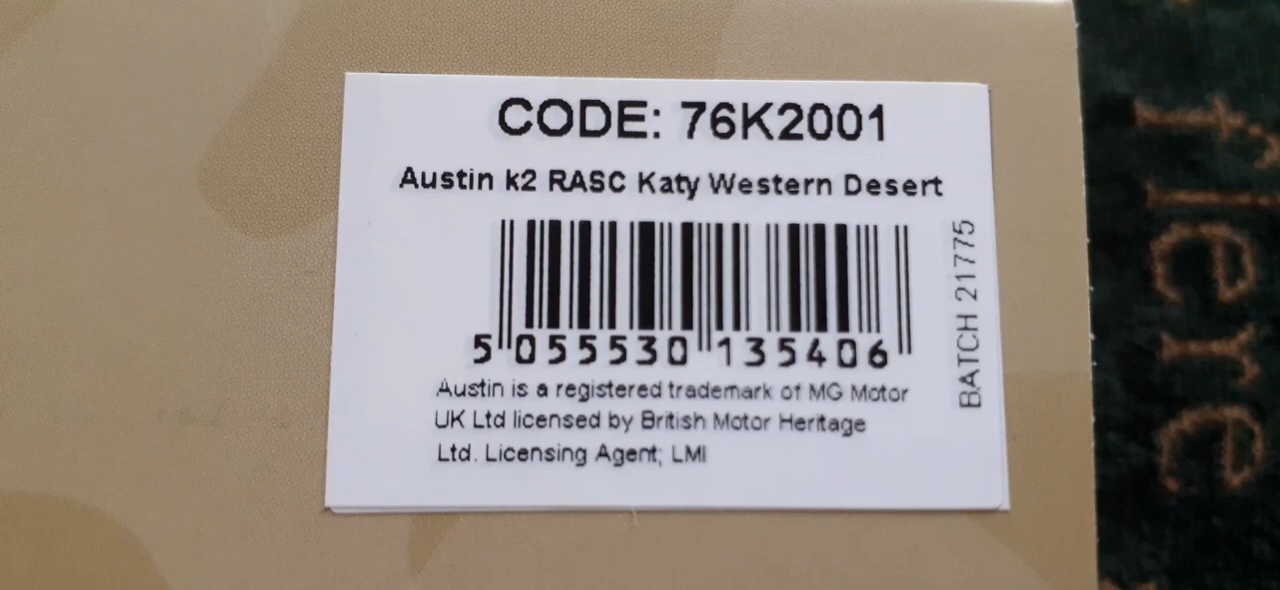 CODE: 76K2001
Austin k2 RASC Katy Western Desert
5 055530 135406
Austin is a registered trademark of MG Motor
UK Ltd licensed by British Motor Heritage
Ltd. Licensing Agent; LMI
BATCH 21775